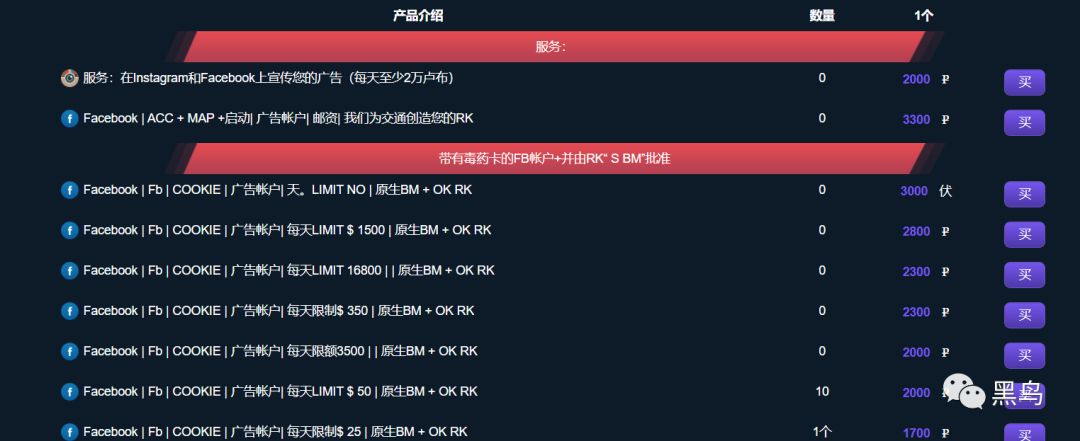 产品介绍 数量 1个
服务:
服务：在Instagram和Facebook上宣传您的广告（每天至少2万卢布） 0 2000 ₽ 买
Facebook | ACC + MAP +启动| 广告帐户| 邮资| 我们为交通创造您的RK 0 3300 ₽ 买
带有毒药卡的FB帐户+并由RK“ S BM”批准
Facebook | Fb | COOKIE | 广告帐户| 天。LIMIT NO | 原生BM + OK RK 0 3000 伏 买
Facebook | Fb | COOKIE | 广告帐户| 每天LIMIT $ 1500 | 原生BM + OK RK 0 2800 ₽ 买
Facebook | Fb | COOKIE | 广告帐户| 每天LIMIT 16800 | | 原生BM + OK RK 0 2300 ₽ 买
Facebook | Fb | COOKIE | 广告帐户| 每天限制$ 350 | 原生BM + OK RK 0 2300 ₽ 买
Facebook | Fb | COOKIE | 广告帐户| 每天限额3500 | | 原生BM + OK RK 0 2000 ₽ 买
Facebook | Fb | COOKIE | 广告帐户| 每天LIMIT $ 50 | 原生BM + OK RK 10 2000 ₽ 买
黑鸟
Facebook | Fb | COOKIE | 广告帐户| 每天限制$ 25 | 原生BM + OK RK 1个 1700 ₽ 买